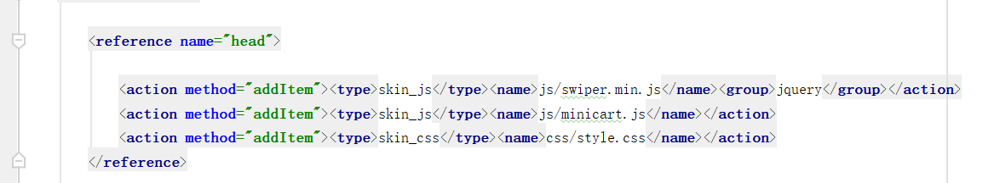 <reference name="head">
<action method="addItem"><type>skin_js</type><name>js/swiper.min.js</name><group>jquery</group></action>
<action method="addItem"><type>skin_js</type><name>js/minicart.js</name></action>
<action method="addItem"><type>skin_css</type><name>css/style.css</name></action>
</reference>